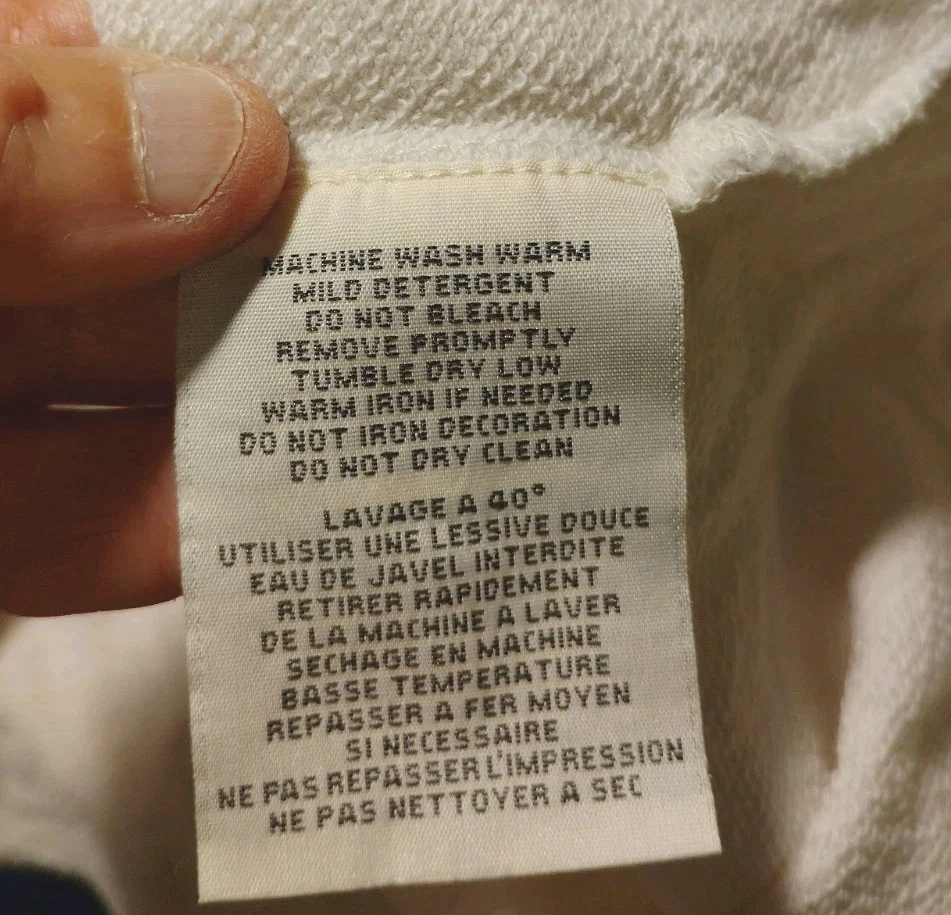 MACHINE WASH WARM
MILD DETERGENT
DO NOT BLEACH
REMOVE PROMPTLY
TUMBLE DRY LOW
WARM IRON IF NEEDED
DO NOT IRON DECORATION
DO NOT DRY CLEAN
LAVAGE A 40°
UTILISER UNE LESSIVE DOUCE
EAU DE JAVEL INTERDITE
RETIRER RAPIDEMENT
DE LA MACHINE A LAVER
SECHAGE EN MACHINE
BASSE TEMPERATURE
REPASSER A FER MOYEN
SI NECESSAIRE
NE PAS REPASSER L'IMPRESSION
NE PAS NETTOYER A SEC